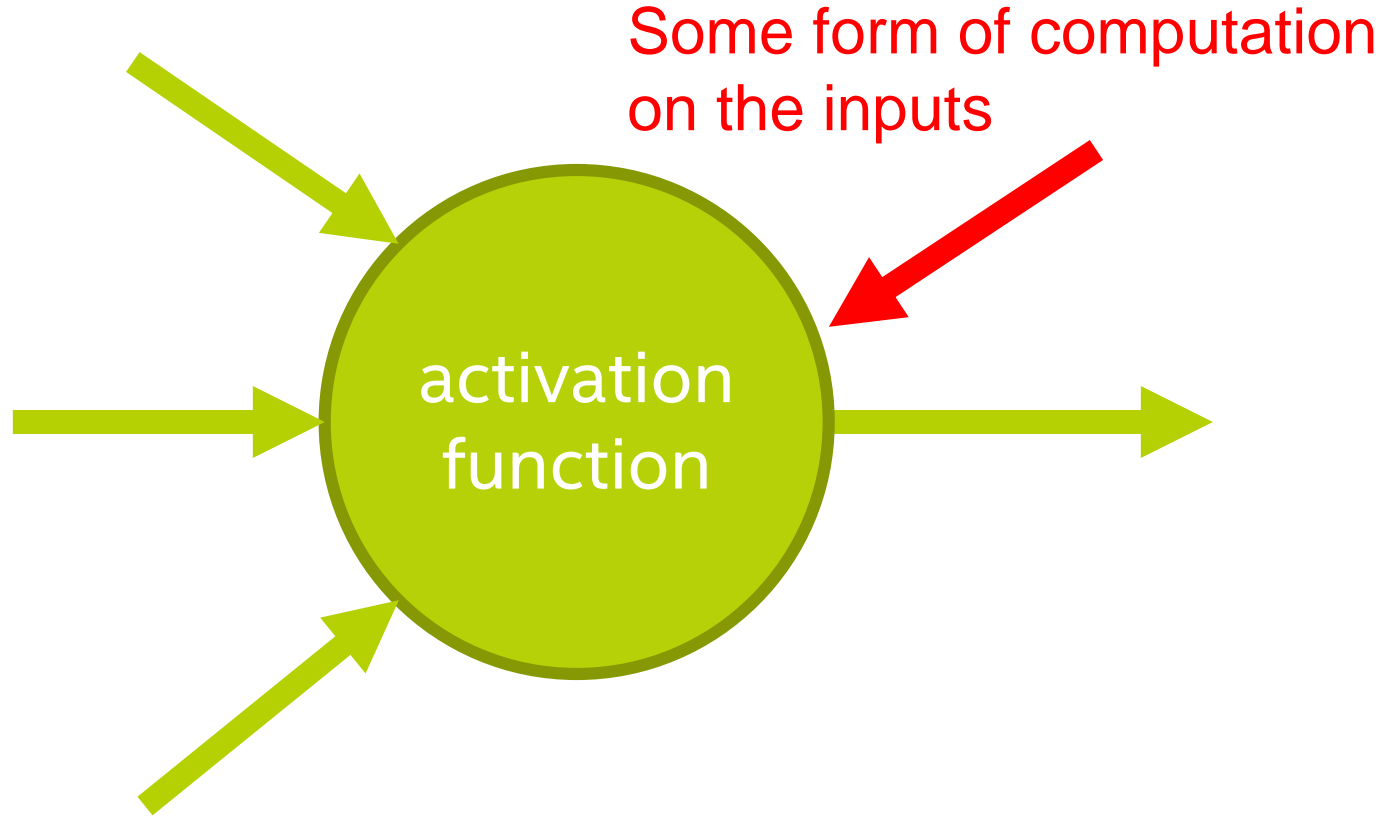 Some form of computation
on the inputs
activation
function